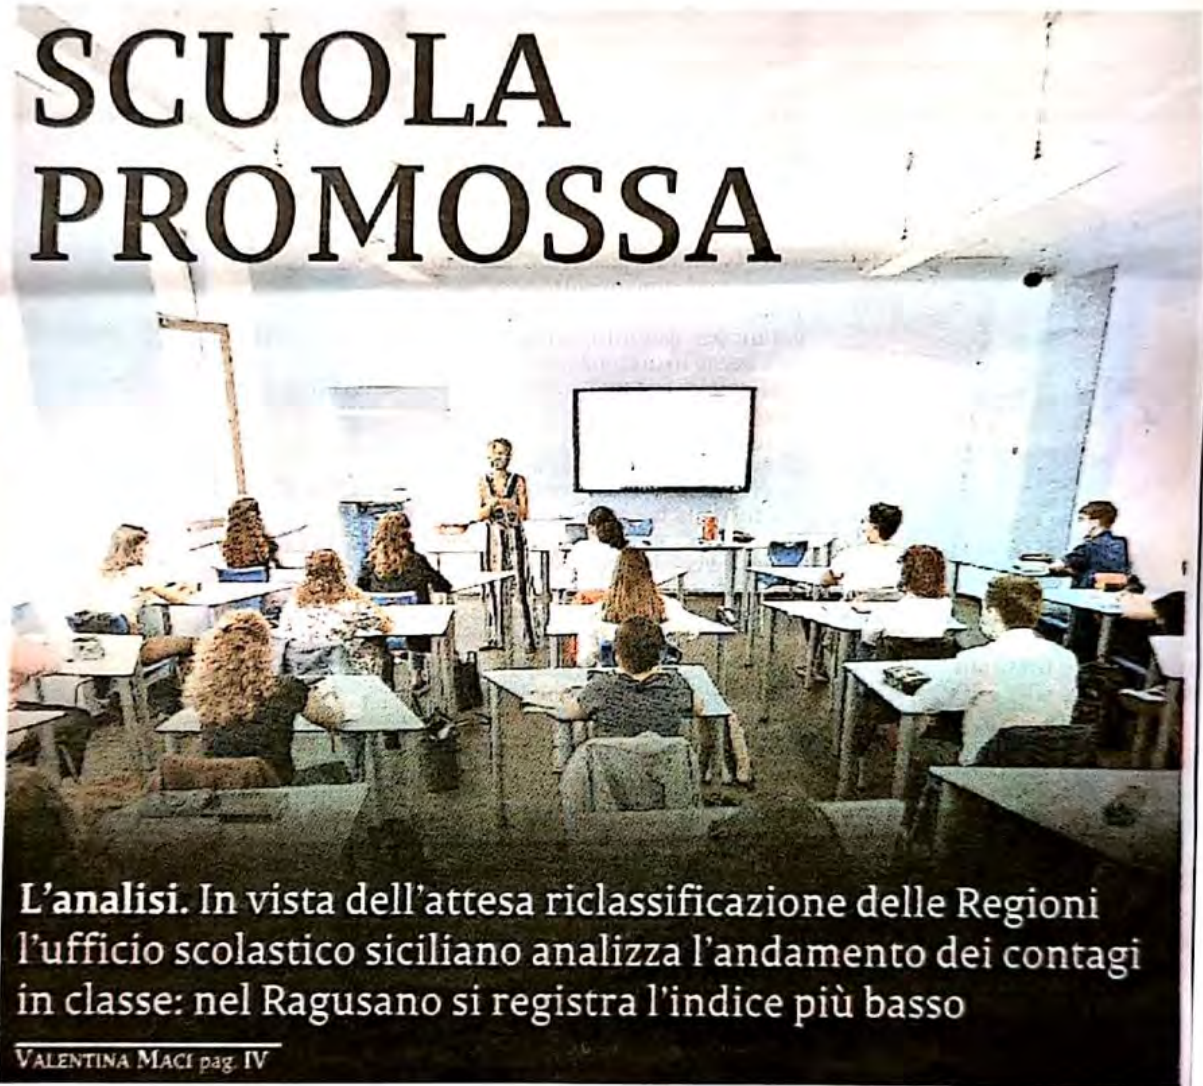 SCUOLA
PROMOSSA
L'analisi. In vista dell'attesa riclassificazione delle Regioni
l'ufficio scolastico siciliano analizza l'andamento dei contagi
in classe: nel Ragusano si registra l'indice più basso
VALENTINA MACI pag. IV